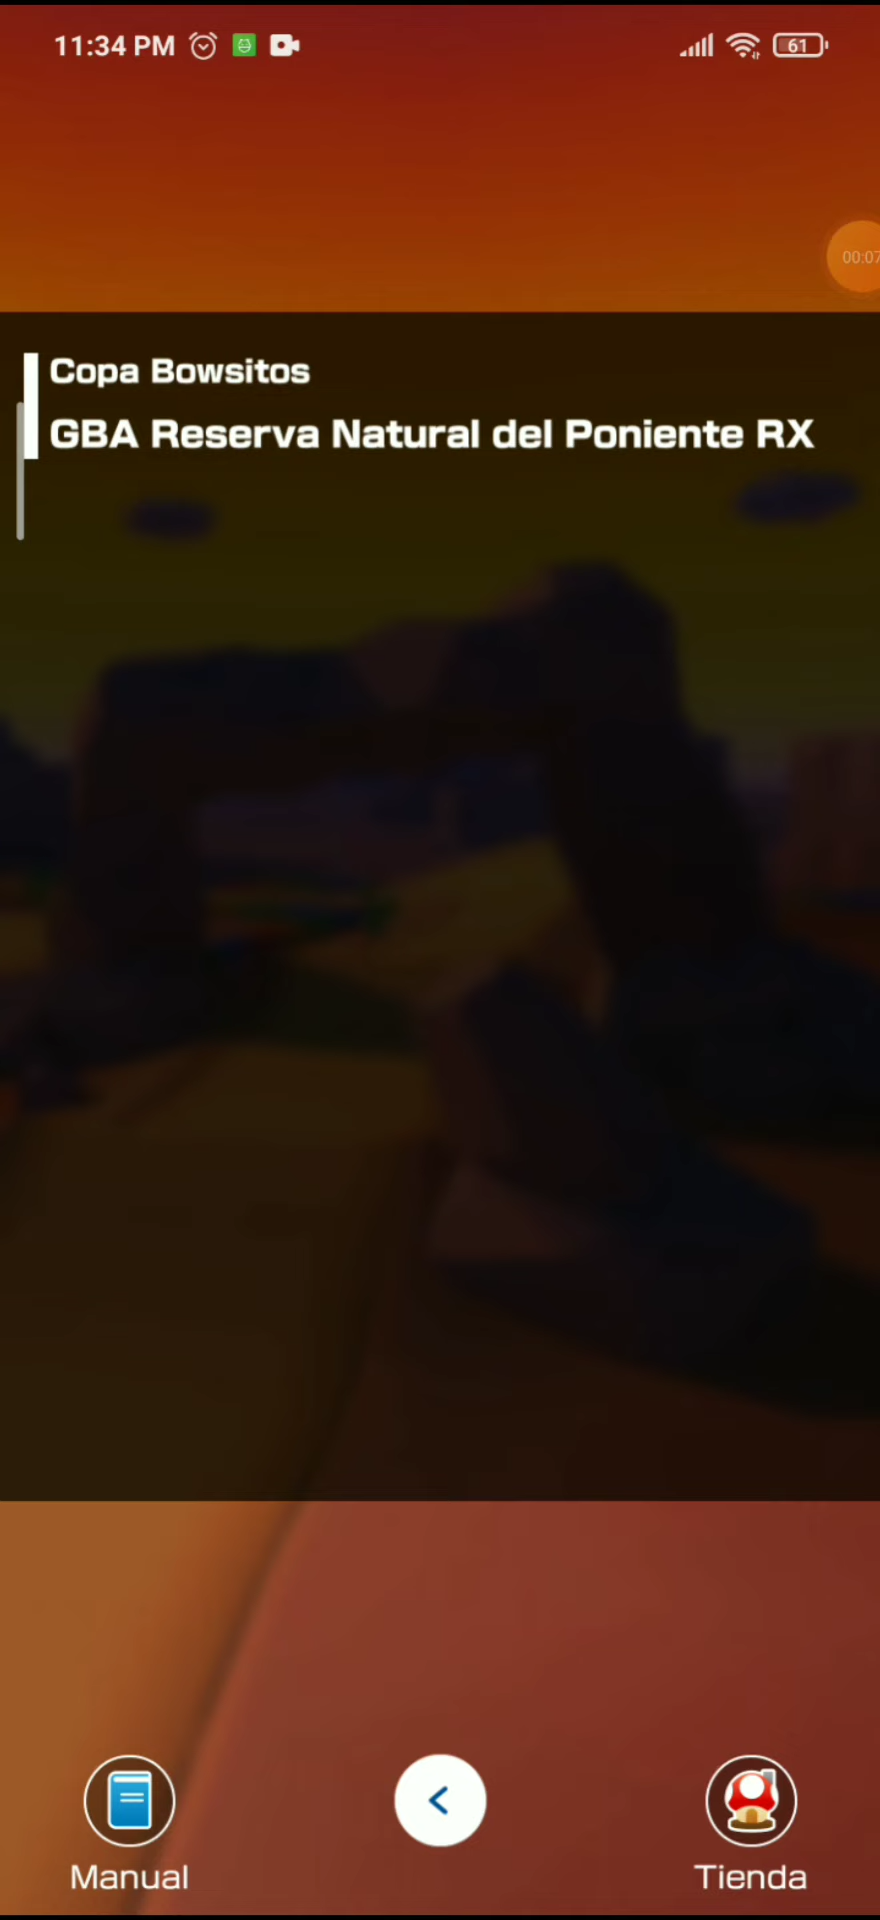 11:34 PM
61
00:07
Copa Bowsitos
GBA Reserva Natural del Poniente RX
Manual
Tienda